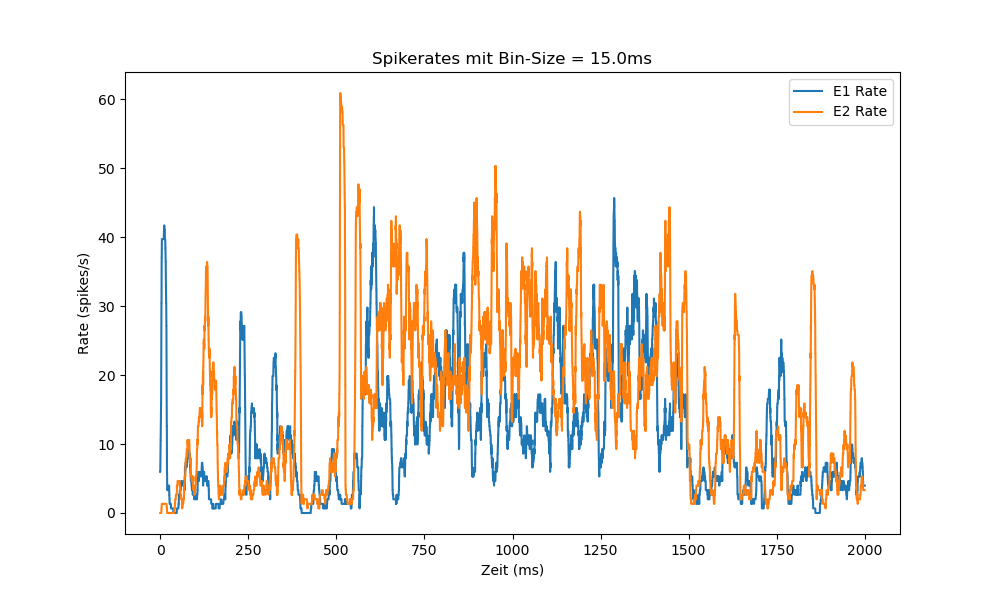 Spikerates mit Bin-Size = 15.0ms
E1 Rate
E2 Rate
60
50
40
30
20
10
0
Rate (spikes/s)
0 250 500 750 1000 1250 1500 1750 2000
Zeit (ms)